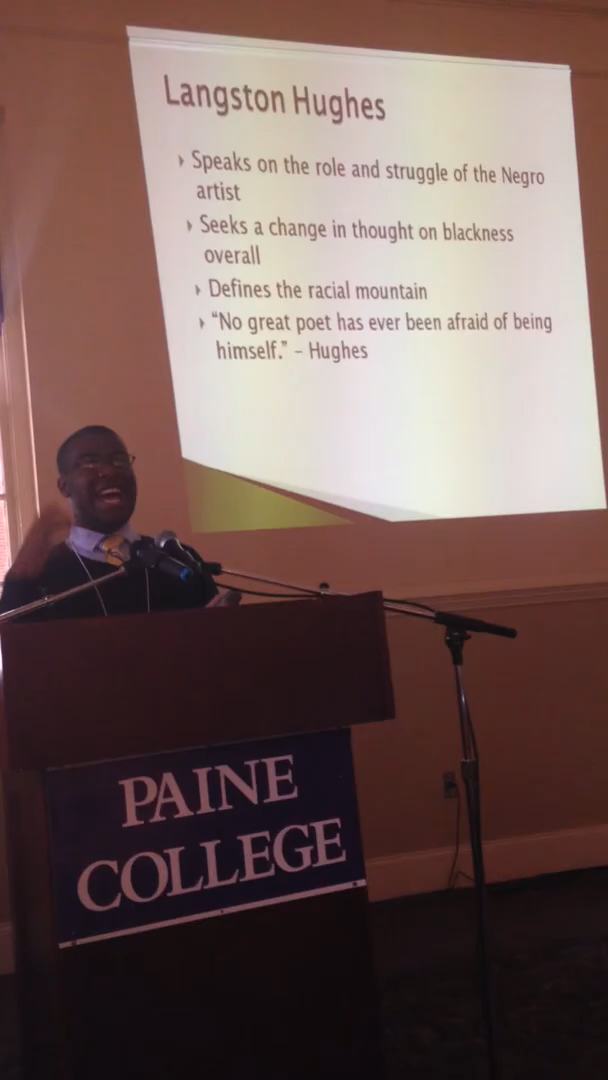 Langston Hughes
Speaks on the role and struggle of the Negro
artist
Seeks a change in thought on blackness
overall
Defines the racial mountain
“No great poet has ever been afraid of being
himself.” – Hughes
PAINE
COLLEGE